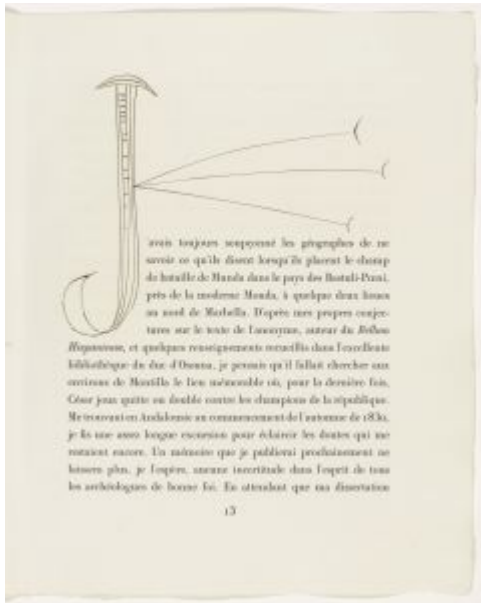 J'avais toujours soupçonné les géographes de ne
savoir ce qu'ils disent lorsqu'ils placent le champ
de bataille de Munda dans le pays des Bastuli-Pœni,
près de la moderne Monda, à quelque deux lieues
au nord de Marbella. D'après mes propres conjec-
tures sur le texte de l'anonyme, auteur du Bellum
Hispaniense, et quelques renseignements recueillis dans l'excellente
bibliothèque du duc d'Osuna, je pensais qu'il fallait chercher aux
environs de Montilla le lieu mémorable où, pour la dernière fois,
César joua quitte ou double contre les champions de la république.
Me trouvant en Andalousie au commencement de l'automne de 1830,
je fis une assez longue excursion pour éclaircir les doutes qui me
restaient encore. Un mémoire que je publierai prochainement ne
laissera plus, je l'espère, aucune incertitude dans l'esprit de tous
les archéologues de bonne foi. En attendant que ma dissertation
13